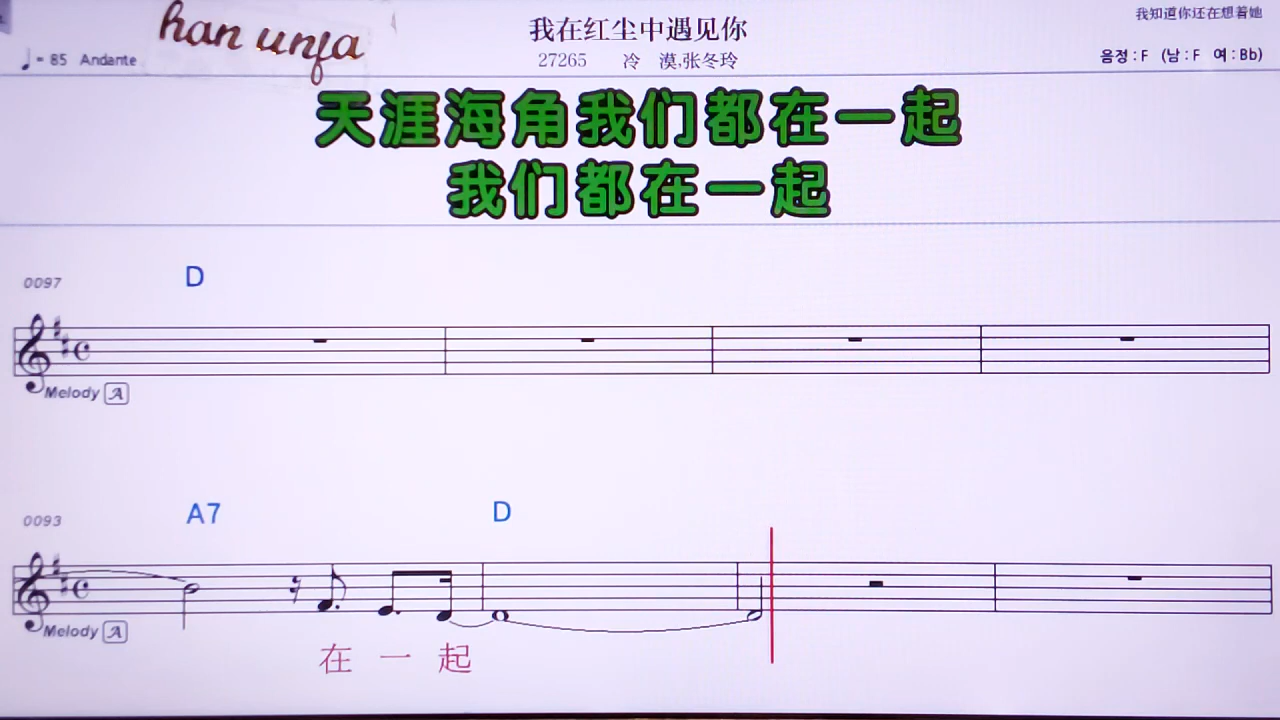 han unja
我在红尘中遇见你
我知道你还在想着她
♩= 85 Andante
27265 冷 漠,张冬玲
음정 : F (남 : F 여 : Bb)
天涯海角我们都在一起
我们都在一起
0097 D
Melody A
0093 A7 D
Melody A
在 一 起